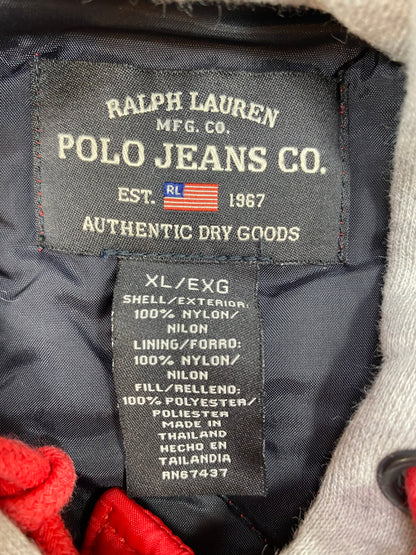 RALPH LAUREN
MFG. CO.
POLO JEANS CO.
EST. RL 1967
AUTHENTIC DRY GOODS
XL/EXG
SHELL/EXTERIOR:
100% NYLON/
NILON
LINING/FORRO:
100% NYLON/
NILON
FILL/RELLENO:
100% POLYESTER/
POLIESTER
MADE IN
THAILAND
HECHO EN
TAILANDIA
RN67437